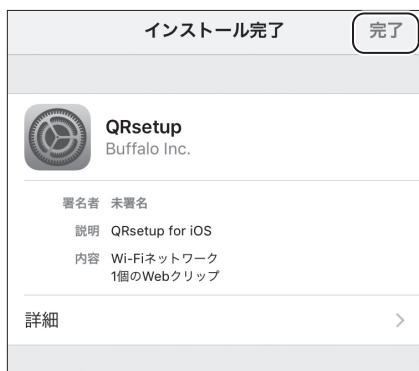 インストール完了
完了
QRsetup
Buffalo Inc.
署名者 未署名
説明 QRsetup for iOS
内容 Wi-Fiネットワーク
1個のWebクリップ
詳細